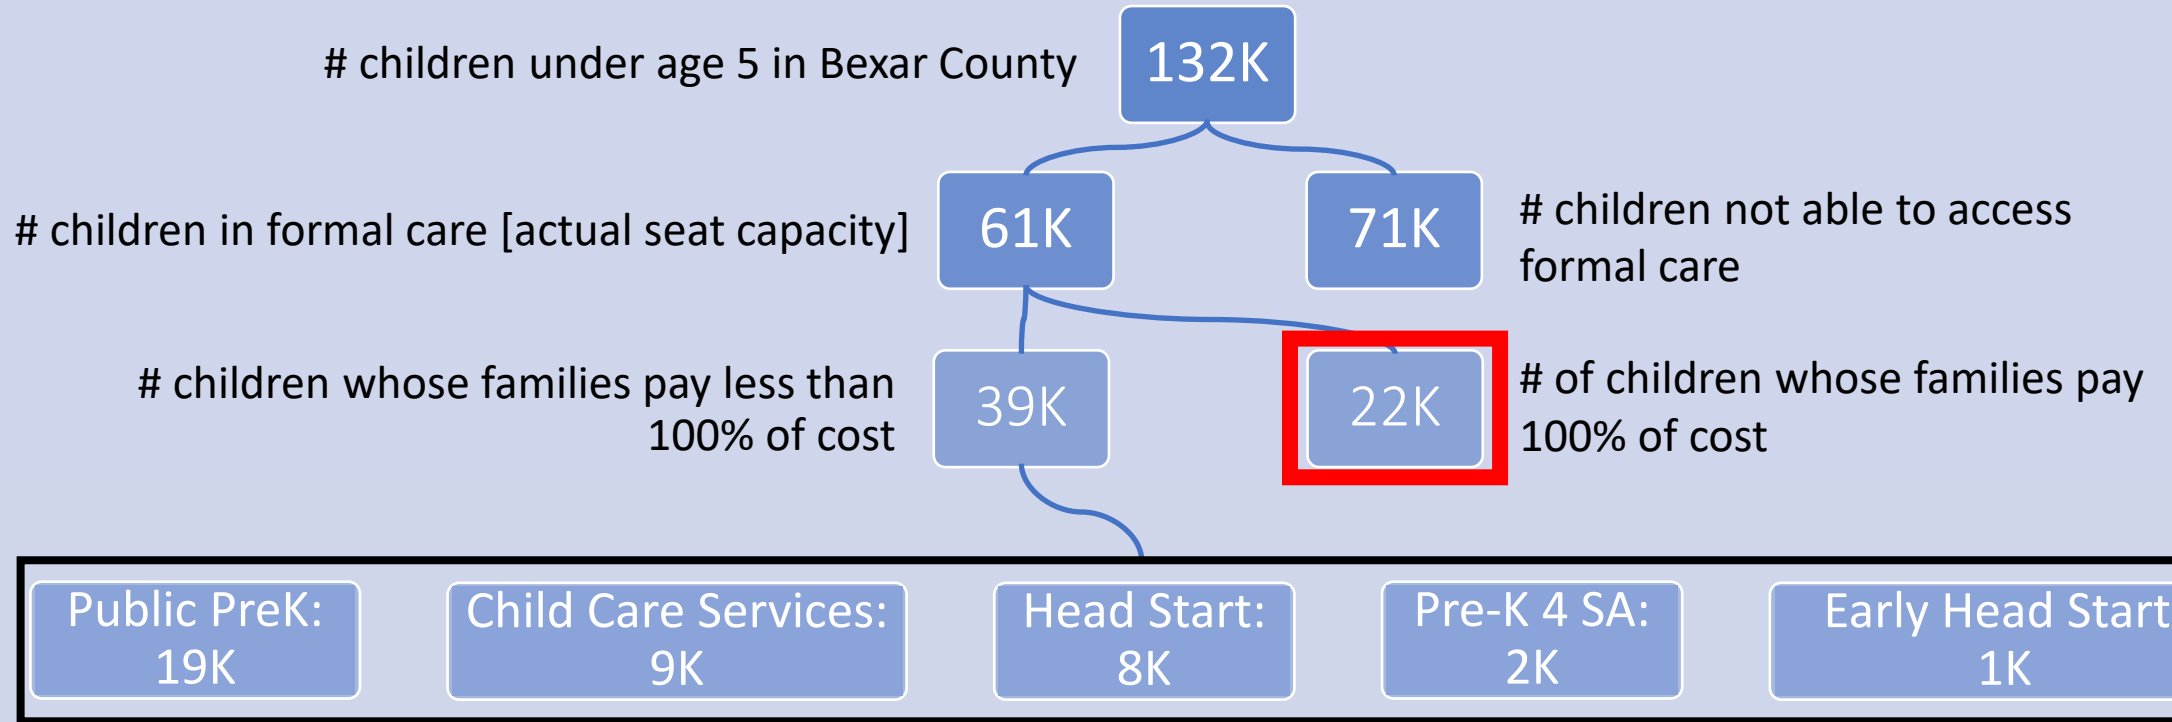 # children under age 5 in Bexar County
132K
# children in formal care [actual seat capacity]
61K
71K
# children not able to access
formal care
# children whose families pay less than
100% of cost
39K
22K
# of children whose families pay
100% of cost
Public PreK:
19K
Child Care Services:
9K
Head Start:
8K
Pre-K 4 SA:
2K
Early Head Start
1K